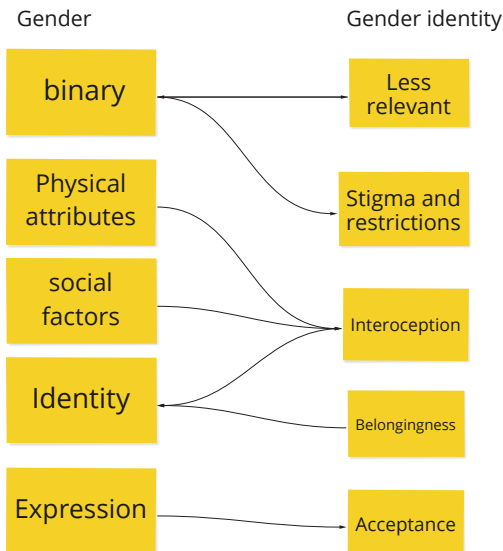 Gender
Gender identity
binary
Less
relevant
Physical
attributes
Stigma and
restrictions
social
factors
Interoception
Identity
Belongingness
Expression
Acceptance